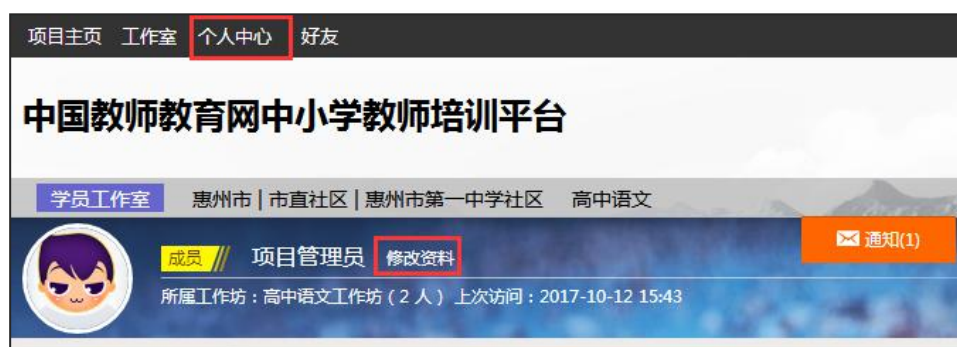 项目主页 工作室 个人中心 好友
中国教师教育网中小学教师培训平台
学员工作室 惠州市 | 市直社区 | 惠州市第一中学社区 高中语文
通知(1)
成员 项目管理员 修改资料
所属工作坊：高中语文工作坊（2 人）上次访问：2017-10-12 15:43